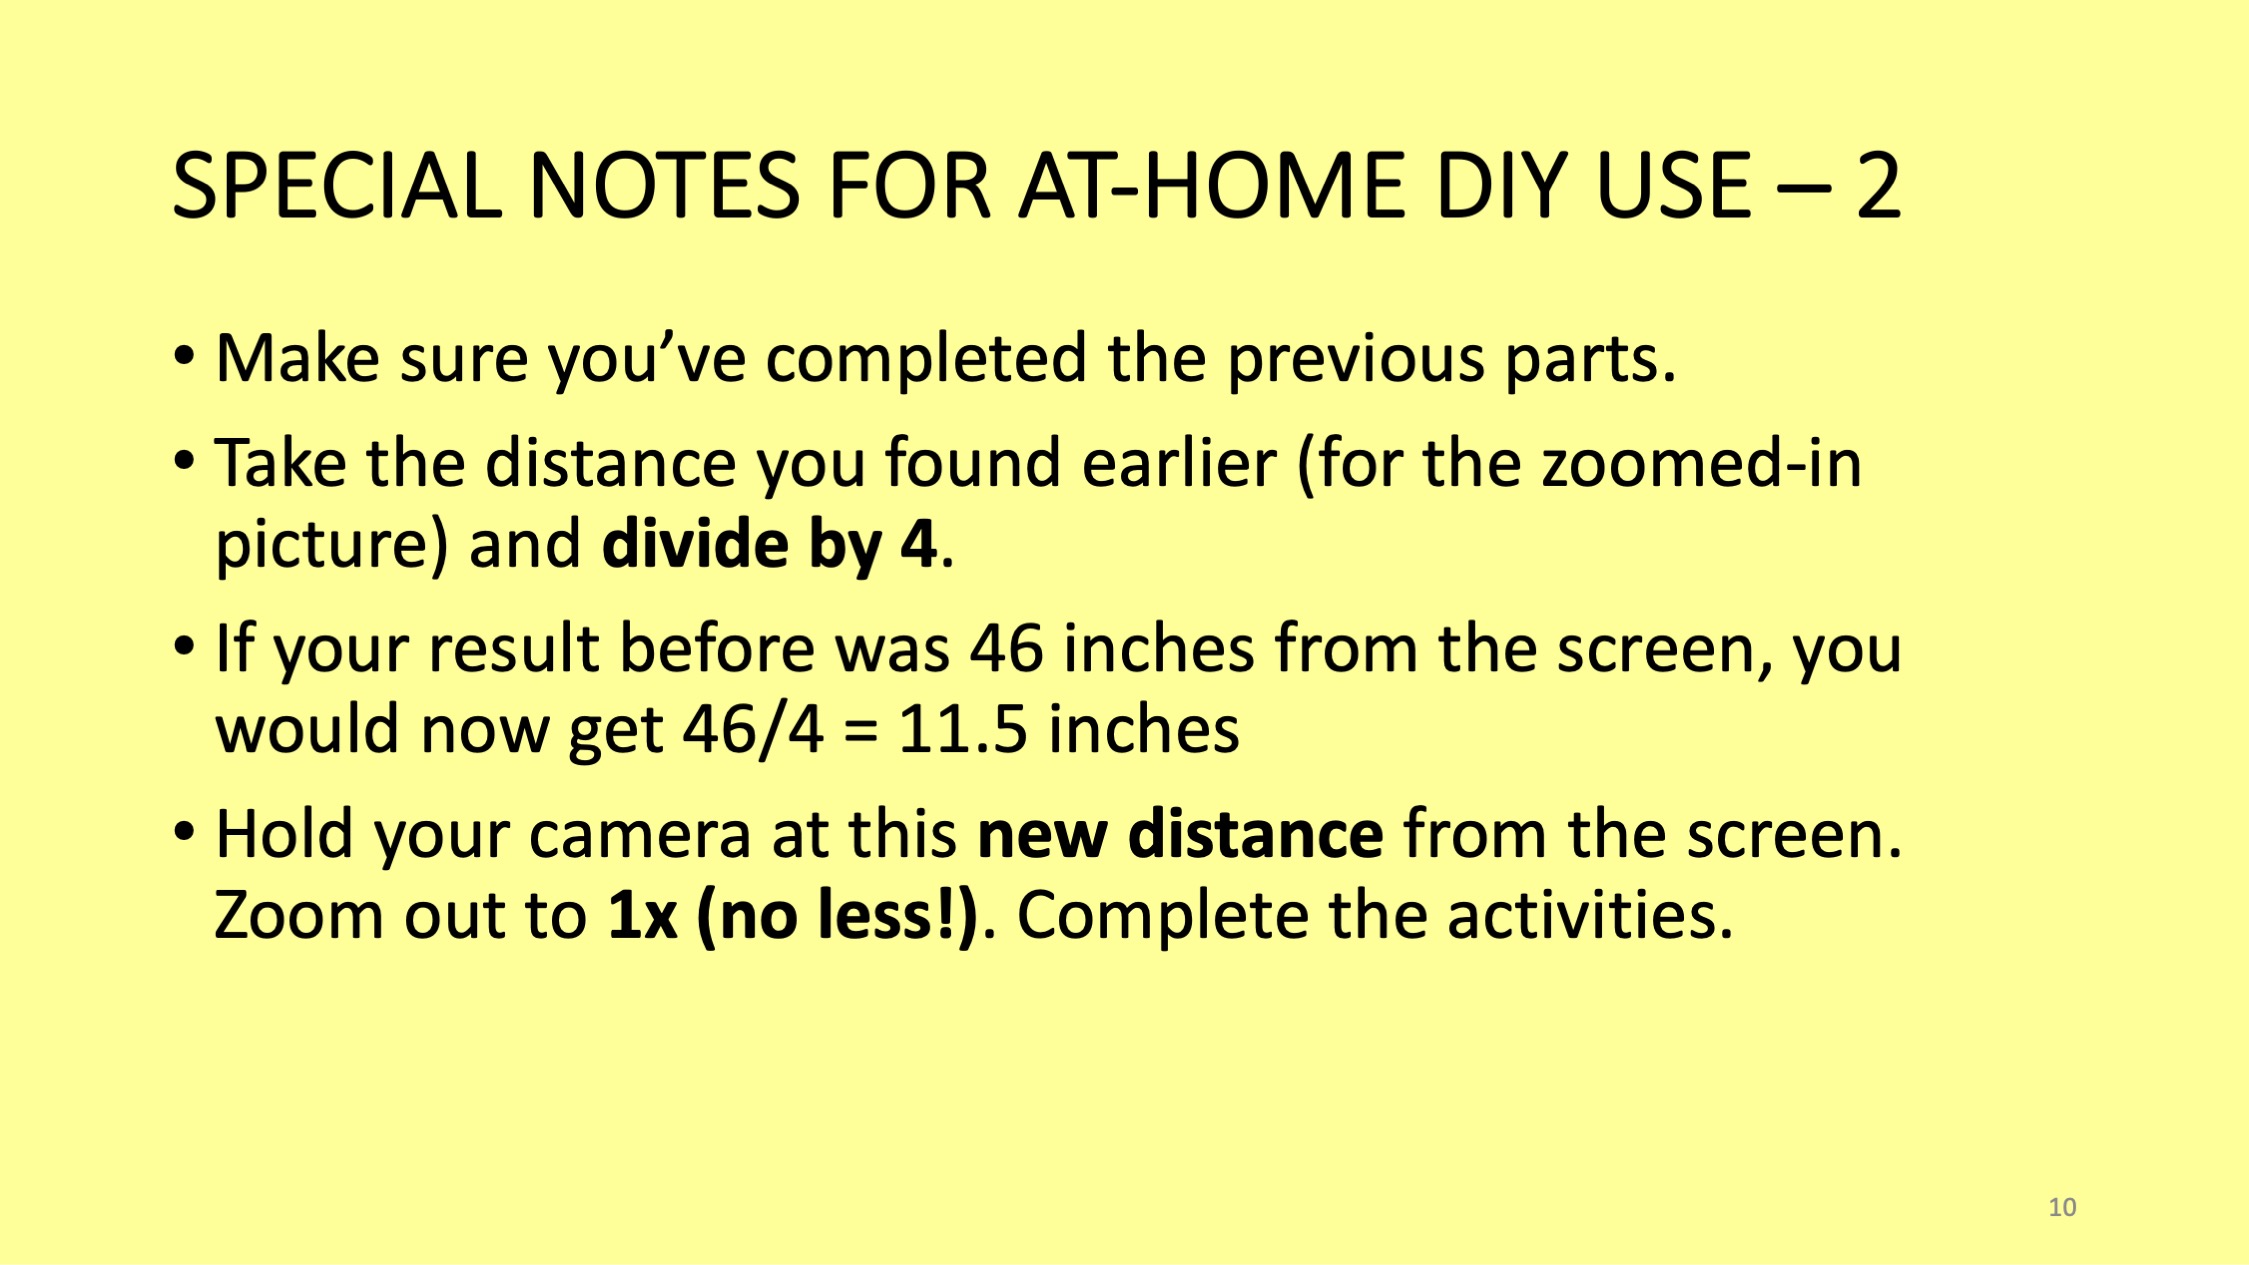 SPECIAL NOTES FOR AT-HOME DIY USE – 2
• Make sure you’ve completed the previous parts.
• Take the distance you found earlier (for the zoomed-in
picture) and divide by 4.
• If your result before was 46 inches from the screen, you
would now get 46/4 = 11.5 inches
• Hold your camera at this new distance from the screen.
Zoom out to 1x (no less!). Complete the activities.
10